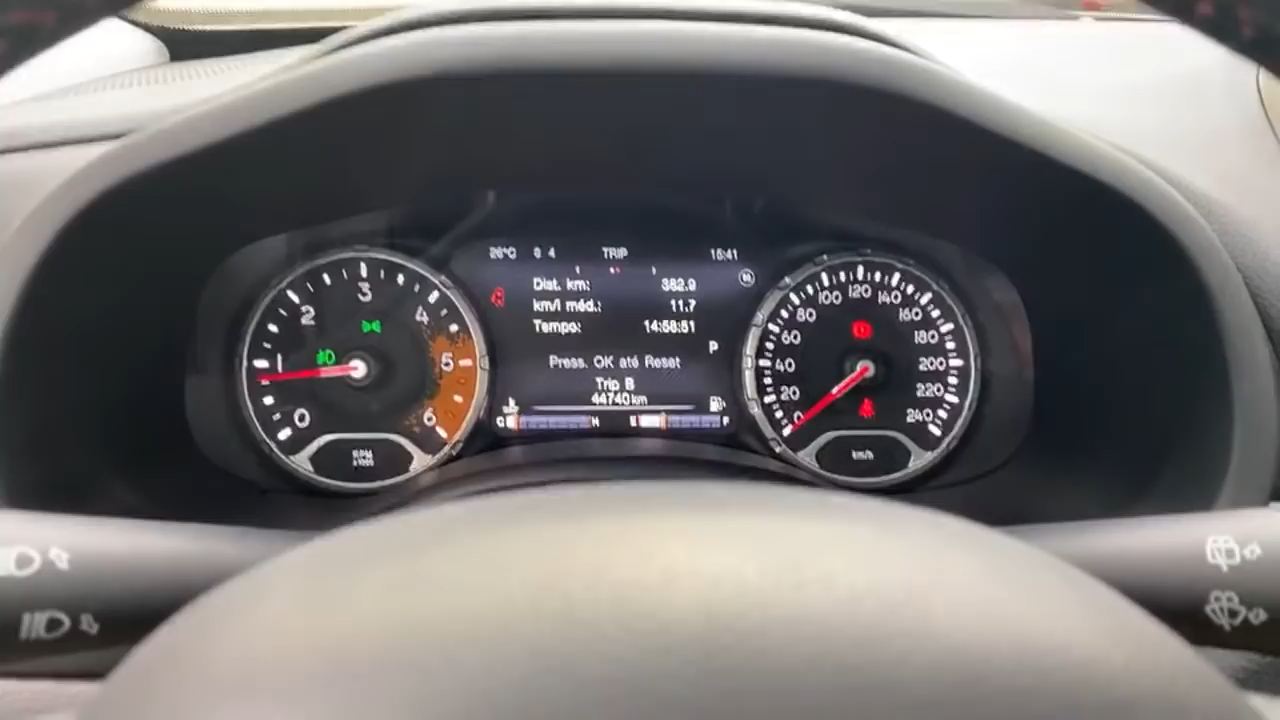 26°C
TRIP
15:41
Dist. km: 382.9
km/l méd.: 11.7
Tempo: 14:58:51
P
Press. OK até Reset
Trip B
44740 km
C H
E F
0 1 2 3 4 5 6
RPM
0 20 40 60 80 100 120 140 160 180 200 220 240
km/h